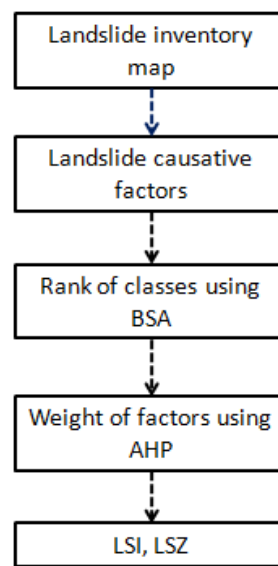 Landslide inventory
map
Landslide causative
factors
Rank of classes using
BSA
Weight of factors using
AHP
LSI, LSZ